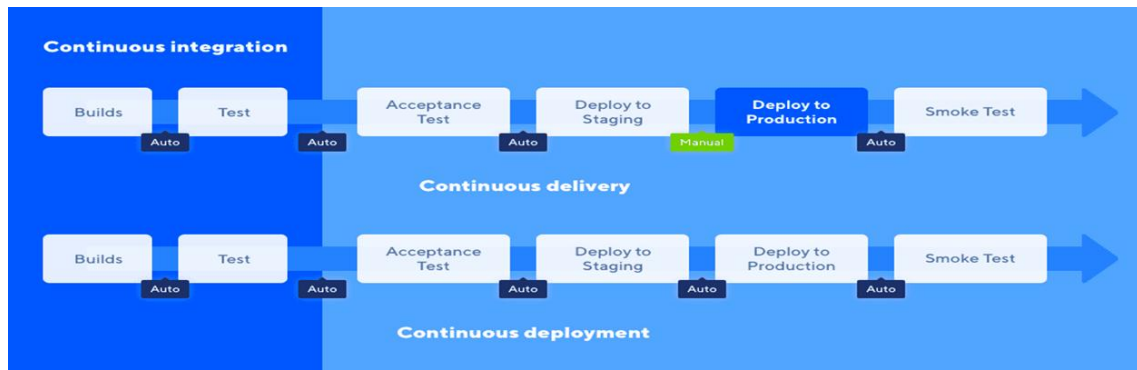 Continuous integration
Builds
Test
Acceptance
Test
Deploy to
Staging
Deploy to
Production
Smoke Test
Auto
Auto
Auto
Manual
Auto
Continuous delivery
Builds
Test
Acceptance
Test
Deploy to
Staging
Deploy to
Production
Smoke Test
Auto
Auto
Auto
Auto
Auto
Continuous deployment